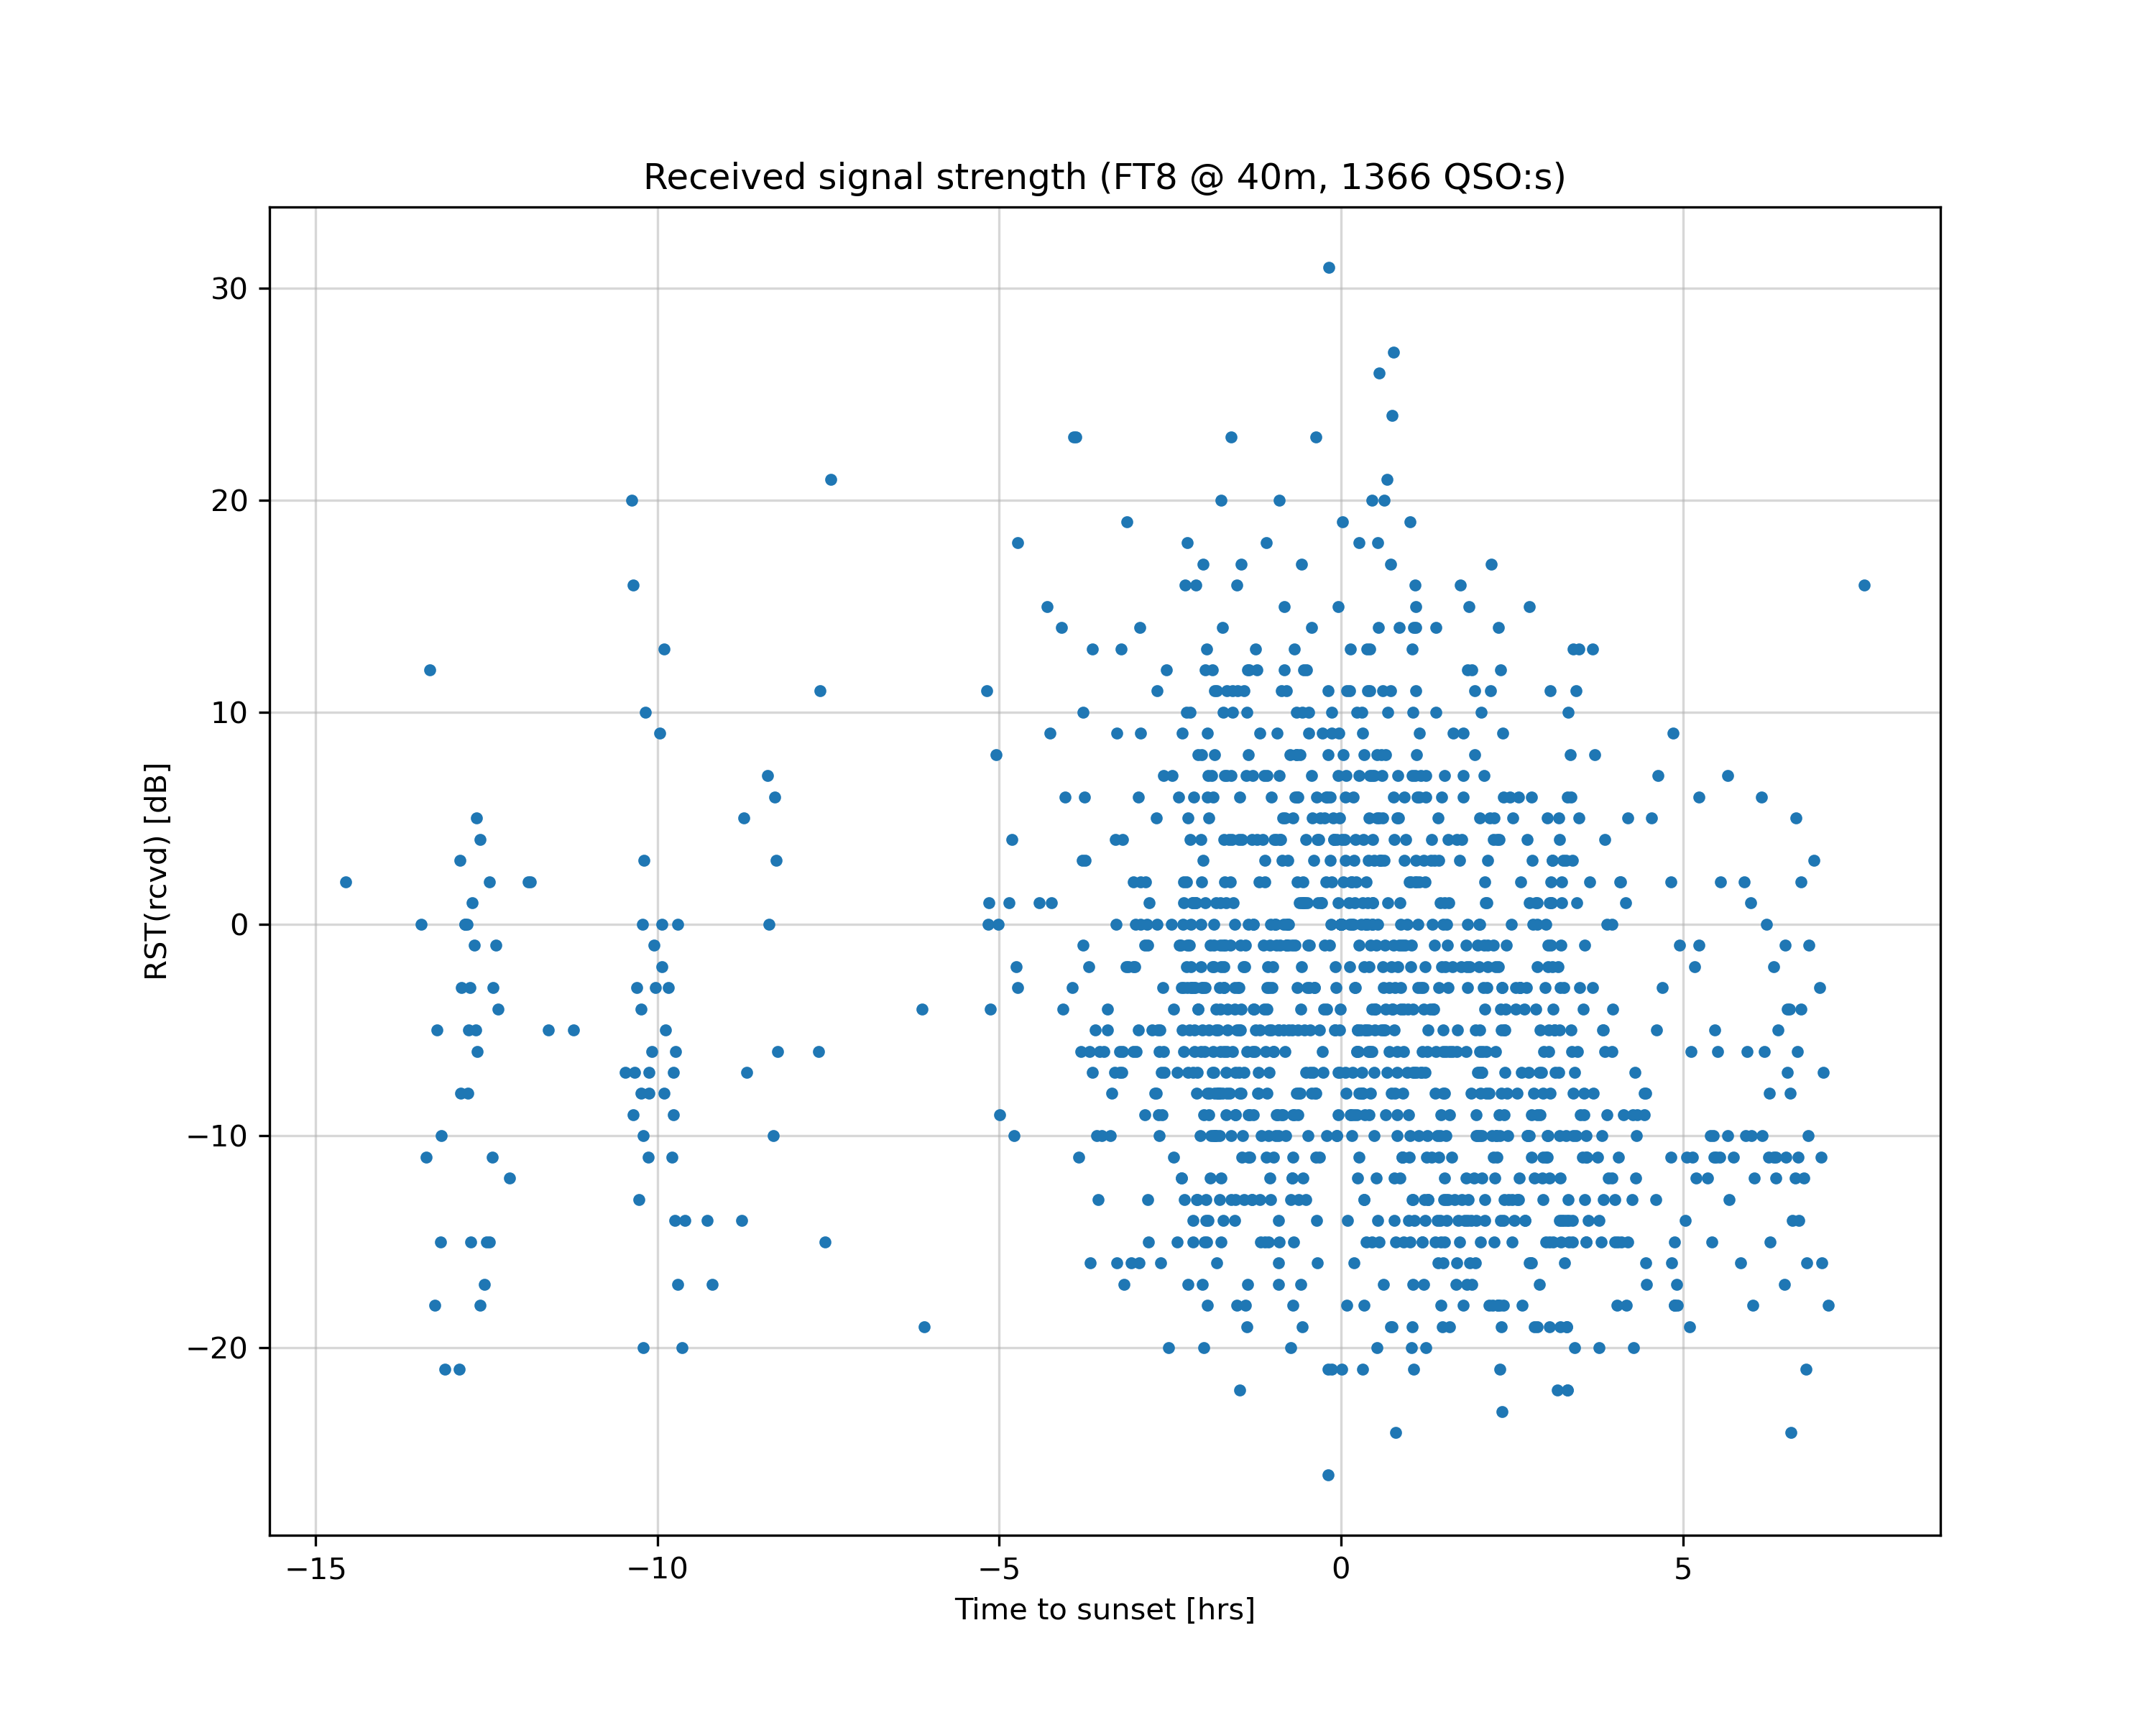 Received signal strength (FT8 @ 40m, 1366 QSO:s)
RST(rcvd) [dB]
30
20
10
0
−10
−20
−15 −10 −5 0 5
Time to sunset [hrs]